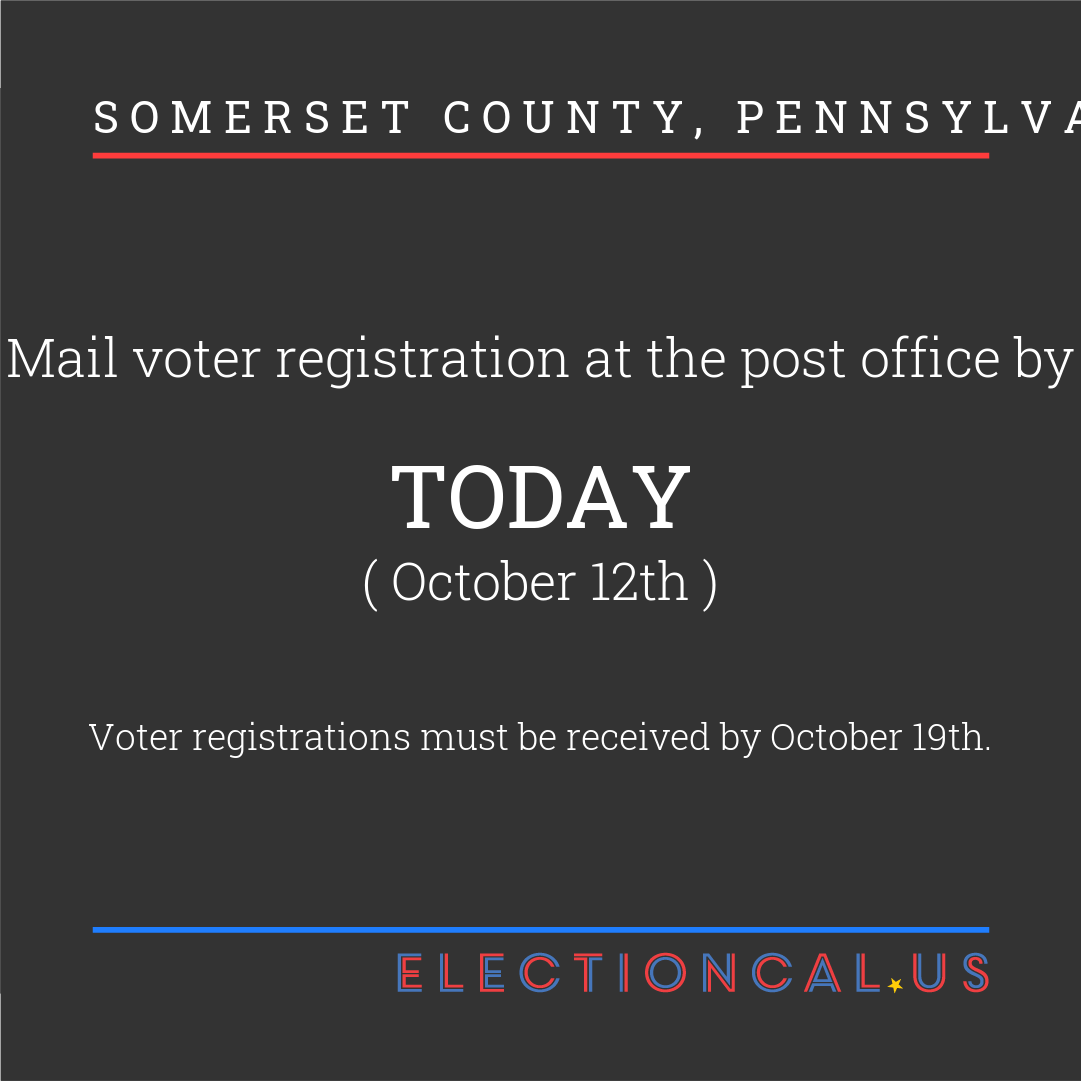 SOMERSET COUNTY, PENNSYLVA
Mail voter registration at the post office by
TODAY
( October 12th )
Voter registrations must be received by October 19th.
ELECTIONCAL.US